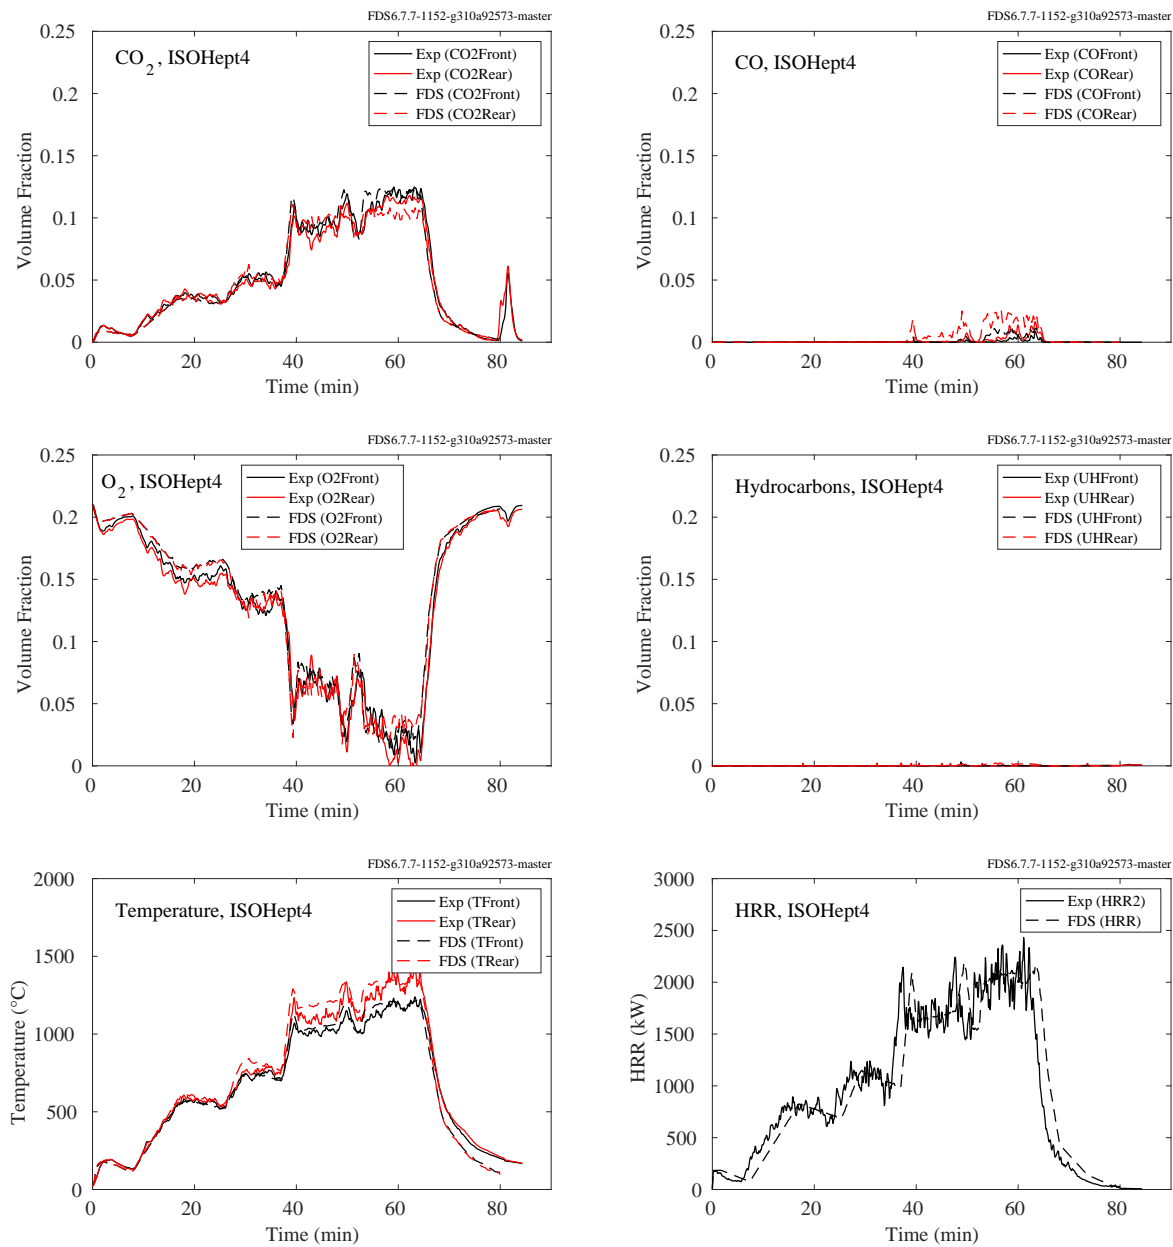 FDS6.7.7-1152-g310a92573-master
CO2, ISOHept4
Exp (CO2Front)
Exp (CO2Rear)
FDS (CO2Front)
FDS (CO2Rear)
0.25
0.2
0.15
0.1
0.05
0
Volume Fraction
0 20 40 60 80
Time (min)
FDS6.7.7-1152-g310a92573-master
CO, ISOHept4
Exp (COFront)
Exp (CORear)
FDS (COFront)
FDS (CORear)
0.25
0.2
0.15
0.1
0.05
0
Volume Fraction
0 20 40 60 80
Time (min)
FDS6.7.7-1152-g310a92573-master
O2, ISOHept4
Exp (O2Front)
Exp (O2Rear)
FDS (O2Front)
FDS (O2Rear)
0.25
0.2
0.15
0.1
0.05
0
Volume Fraction
0 20 40 60 80
Time (min)
FDS6.7.7-1152-g310a92573-master
Hydrocarbons, ISOHept4
Exp (UHFront)
Exp (UHRear)
FDS (UHFront)
FDS (UHRear)
0.25
0.2
0.15
0.1
0.05
0
Volume Fraction
0 20 40 60 80
Time (min)
FDS6.7.7-1152-g310a92573-master
Temperature, ISOHept4
Exp (TFront)
Exp (TRear)
FDS (TFront)
FDS (TRear)
2000
1500
1000
500
0
Temperature (°C)
0 20 40 60 80
Time (min)
FDS6.7.7-1152-g310a92573-master
HRR, ISOHept4
Exp (HRR2)
FDS (HRR)
3000
2500
2000
1500
1000
500
0
HRR (kW)
0 20 40 60 80
Time (min)